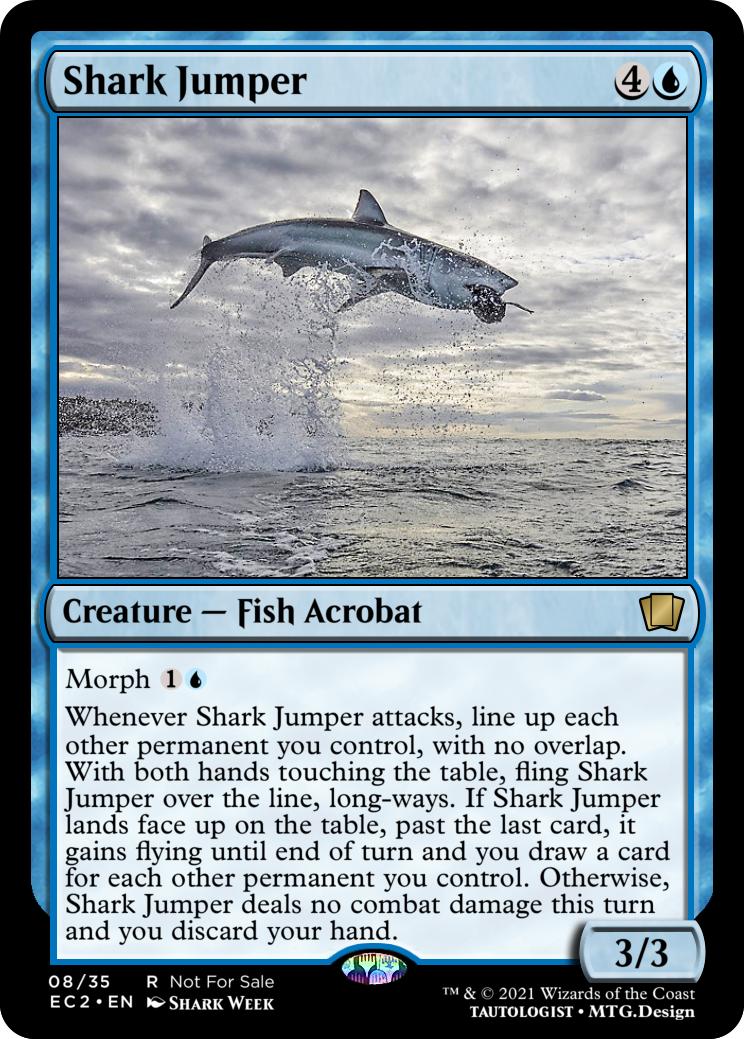 Shark Jumper 4
Creature — Fish Acrobat
Morph 1
Whenever Shark Jumper attacks, line up each
other permanent you control, with no overlap.
With both hands touching the table, fling Shark
Jumper over the line, long-ways. If Shark Jumper
lands face up on the table, past the last card, it
gains flying until end of turn and you draw a card
for each other permanent you control. Otherwise,
Shark Jumper deals no combat damage this turn
and you discard your hand.
3/3
08/35 R Not For Sale
EC2 • EN Shark Week
™ & © 2021 Wizards of the Coast
TAUTOLOGIST • MTG.Design